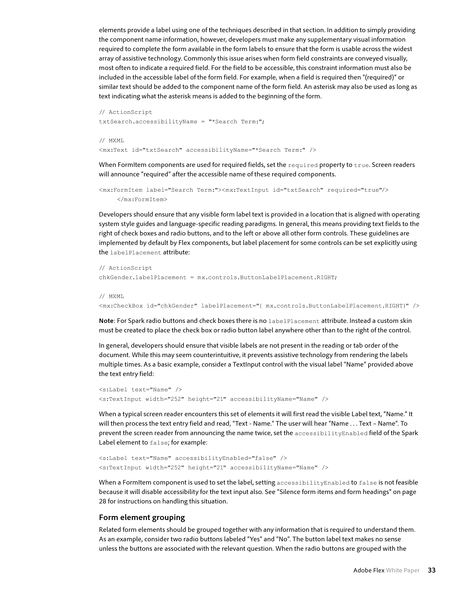 elements provide a label using one of the techniques described in that section. In addition to simply providing
the component name information, however, developers must make any supplementary visual information
required to complete the form available in the form labels to ensure that the form is usable across the widest
array of assistive technology. Commonly this issue arises when form field constraints are conveyed visually,
most often to indicate a required field. For the field to be accessible, this constraint information must also be
included in the accessible label of the form field. For example, when a field is required then "(required)" or
similar text should be added to the component name of the form field. An asterisk may also be used as long as
text indicating what the asterisk means is added to the beginning of the form.
// ActionScript
txtSearch.accessibilityName = "*Search Term:";
// MXML
<mx:Text id="txtSearch" accessibilityName="*Search Term:" />
When FormItem components are used for required fields, set the required property to true. Screen readers
will announce "required" after the accessible name of these required components.
<mx:FormItem label="Search Term:"><mx:TextInput id="txtSearch" required="true"/>
</mx:FormItem>
Developers should ensure that any visible form label text is provided in a location that is aligned with operating
system style guides and language-specific reading paradigms. In general, this means providing text fields to the
right of check boxes and radio buttons, and to the left or above all other form controls. These guidelines are
implemented by default by Flex components, but label placement for some controls can be set explicitly using
the labelPlacement attribute:
// ActionScript
chkGender.labelPlacement = mx.controls.ButtonLabelPlacement.RIGHT;
// MXML
<mx:CheckBox id="chkGender" labelPlacement="{ mx.controls.ButtonLabelPlacement.RIGHT}" />
Note: For Spark radio buttons and check boxes there is no labelPlacement attribute. Instead a custom skin
must be created to place the check box or radio button label anywhere other than to the right of the control.
In general, developers should ensure that visible labels are not present in the reading or tab order of the
document. While this may seem counterintuitive, it prevents assistive technology from rendering the labels
multiple times. As a basic example, consider a TextInput control with the visual label "Name" provided above
the text entry field:
<s:Label text="Name" />
<s:TextInput width="252" height="21" accessibilityName="Name" />
When a typical screen reader encounters this set of elements it will first read the visible Label text, "Name." It
will then process the text entry field and read, "Text - Name." The user will hear "Name . . . Text – Name". To
prevent the screen reader from announcing the name twice, set the accessibilityEnabled field of the Spark
Label element to false; for example:
<s:Label text="Name" accessibilityEnabled="false" />
<s:TextInput width="252" height="21" accessibilityName="Name" />
When a FormItem component is used to set the label, setting accessibilityEnabled to false is not feasible
because it will disable accessibility for the text input also. See "Silence form items and form headings" on page
28 for instructions on handling this situation.
Form element grouping
Related form elements should be grouped together with any information that is required to understand them.
As an example, consider two radio buttons labeled "Yes" and "No". The button label text makes no sense
unless the buttons are associated with the relevant question. When the radio buttons are grouped with the
Adobe Flex White Paper 33